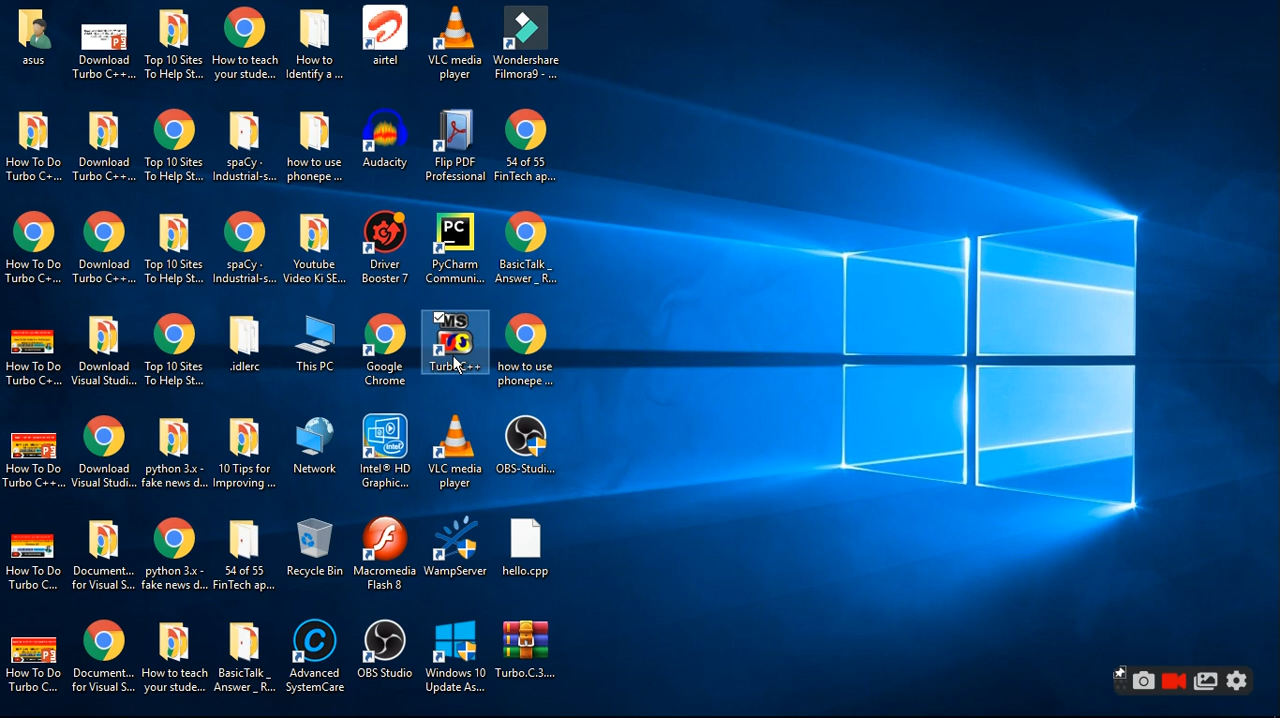 asus
Download
Turbo C++...
Top 10 Sites
To Help St...
How to teach
your stude...
How to
Identify a ...
airtel
VLC media
player
Wondershare
Filmora9 - ...
How To Do
Turbo C+...
Download
Turbo C++...
Top 10 Sites
To Help St...
spaCy ·
Industrial-s...
how to use
phonepe ...
Audacity
Flip PDF
Professional
54 of 55
FinTech ap...
PC
How To Do
Turbo C+...
Download
Turbo C++...
Top 10 Sites
To Help St...
spaCy ·
Industrial-s...
Youtube
Video Ki SE...
Driver
Booster 7
PyCharm
Communi...
BasicTalk _
Answer _ R...
MS
How To Do
Turbo C+...
Download
Visual Studi...
Top 10 Sites
To Help St...
.idlerc
This PC
Google
Chrome
Turbo C++
how to use
phonepe ...
intel
How To Do
Turbo C++...
Download
Visual Studi...
python 3.x -
fake news d...
10 Tips for
Improving ...
Network
Intel® HD
Graphic...
VLC media
player
OBS-Studi...
How To Do
Turbo C...
Document...
for Visual S...
python 3.x -
fake news d...
54 of 55
FinTech ap...
Recycle Bin
Macromedia
Flash 8
WampServer
hello.cpp
How To Do
Turbo C...
Document...
for Visual S...
How to teach
your stude...
BasicTalk _
Answer _ R...
Advanced
SystemCare
OBS Studio
Windows 10
Update As...
Turbo.C.3....